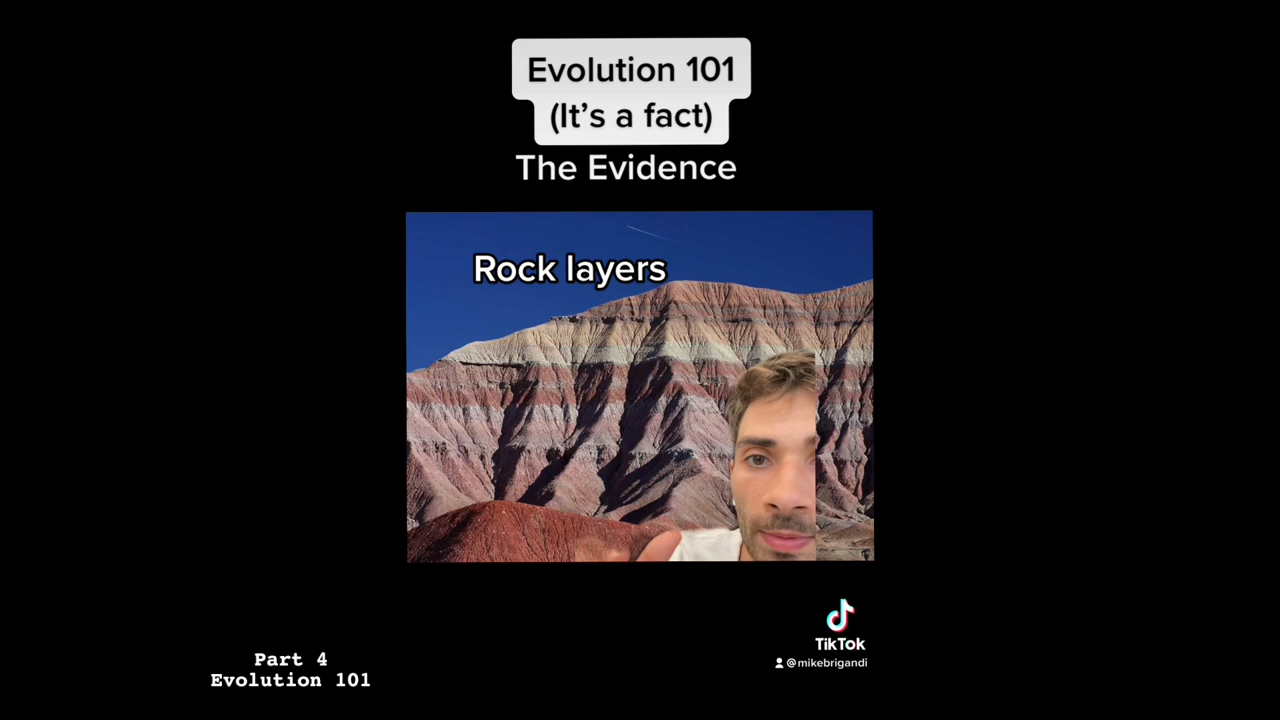 Evolution 101
(It's a fact)
The Evidence
Rock layers
TikTok
@mikebrigandi
Part 4
Evolution 101